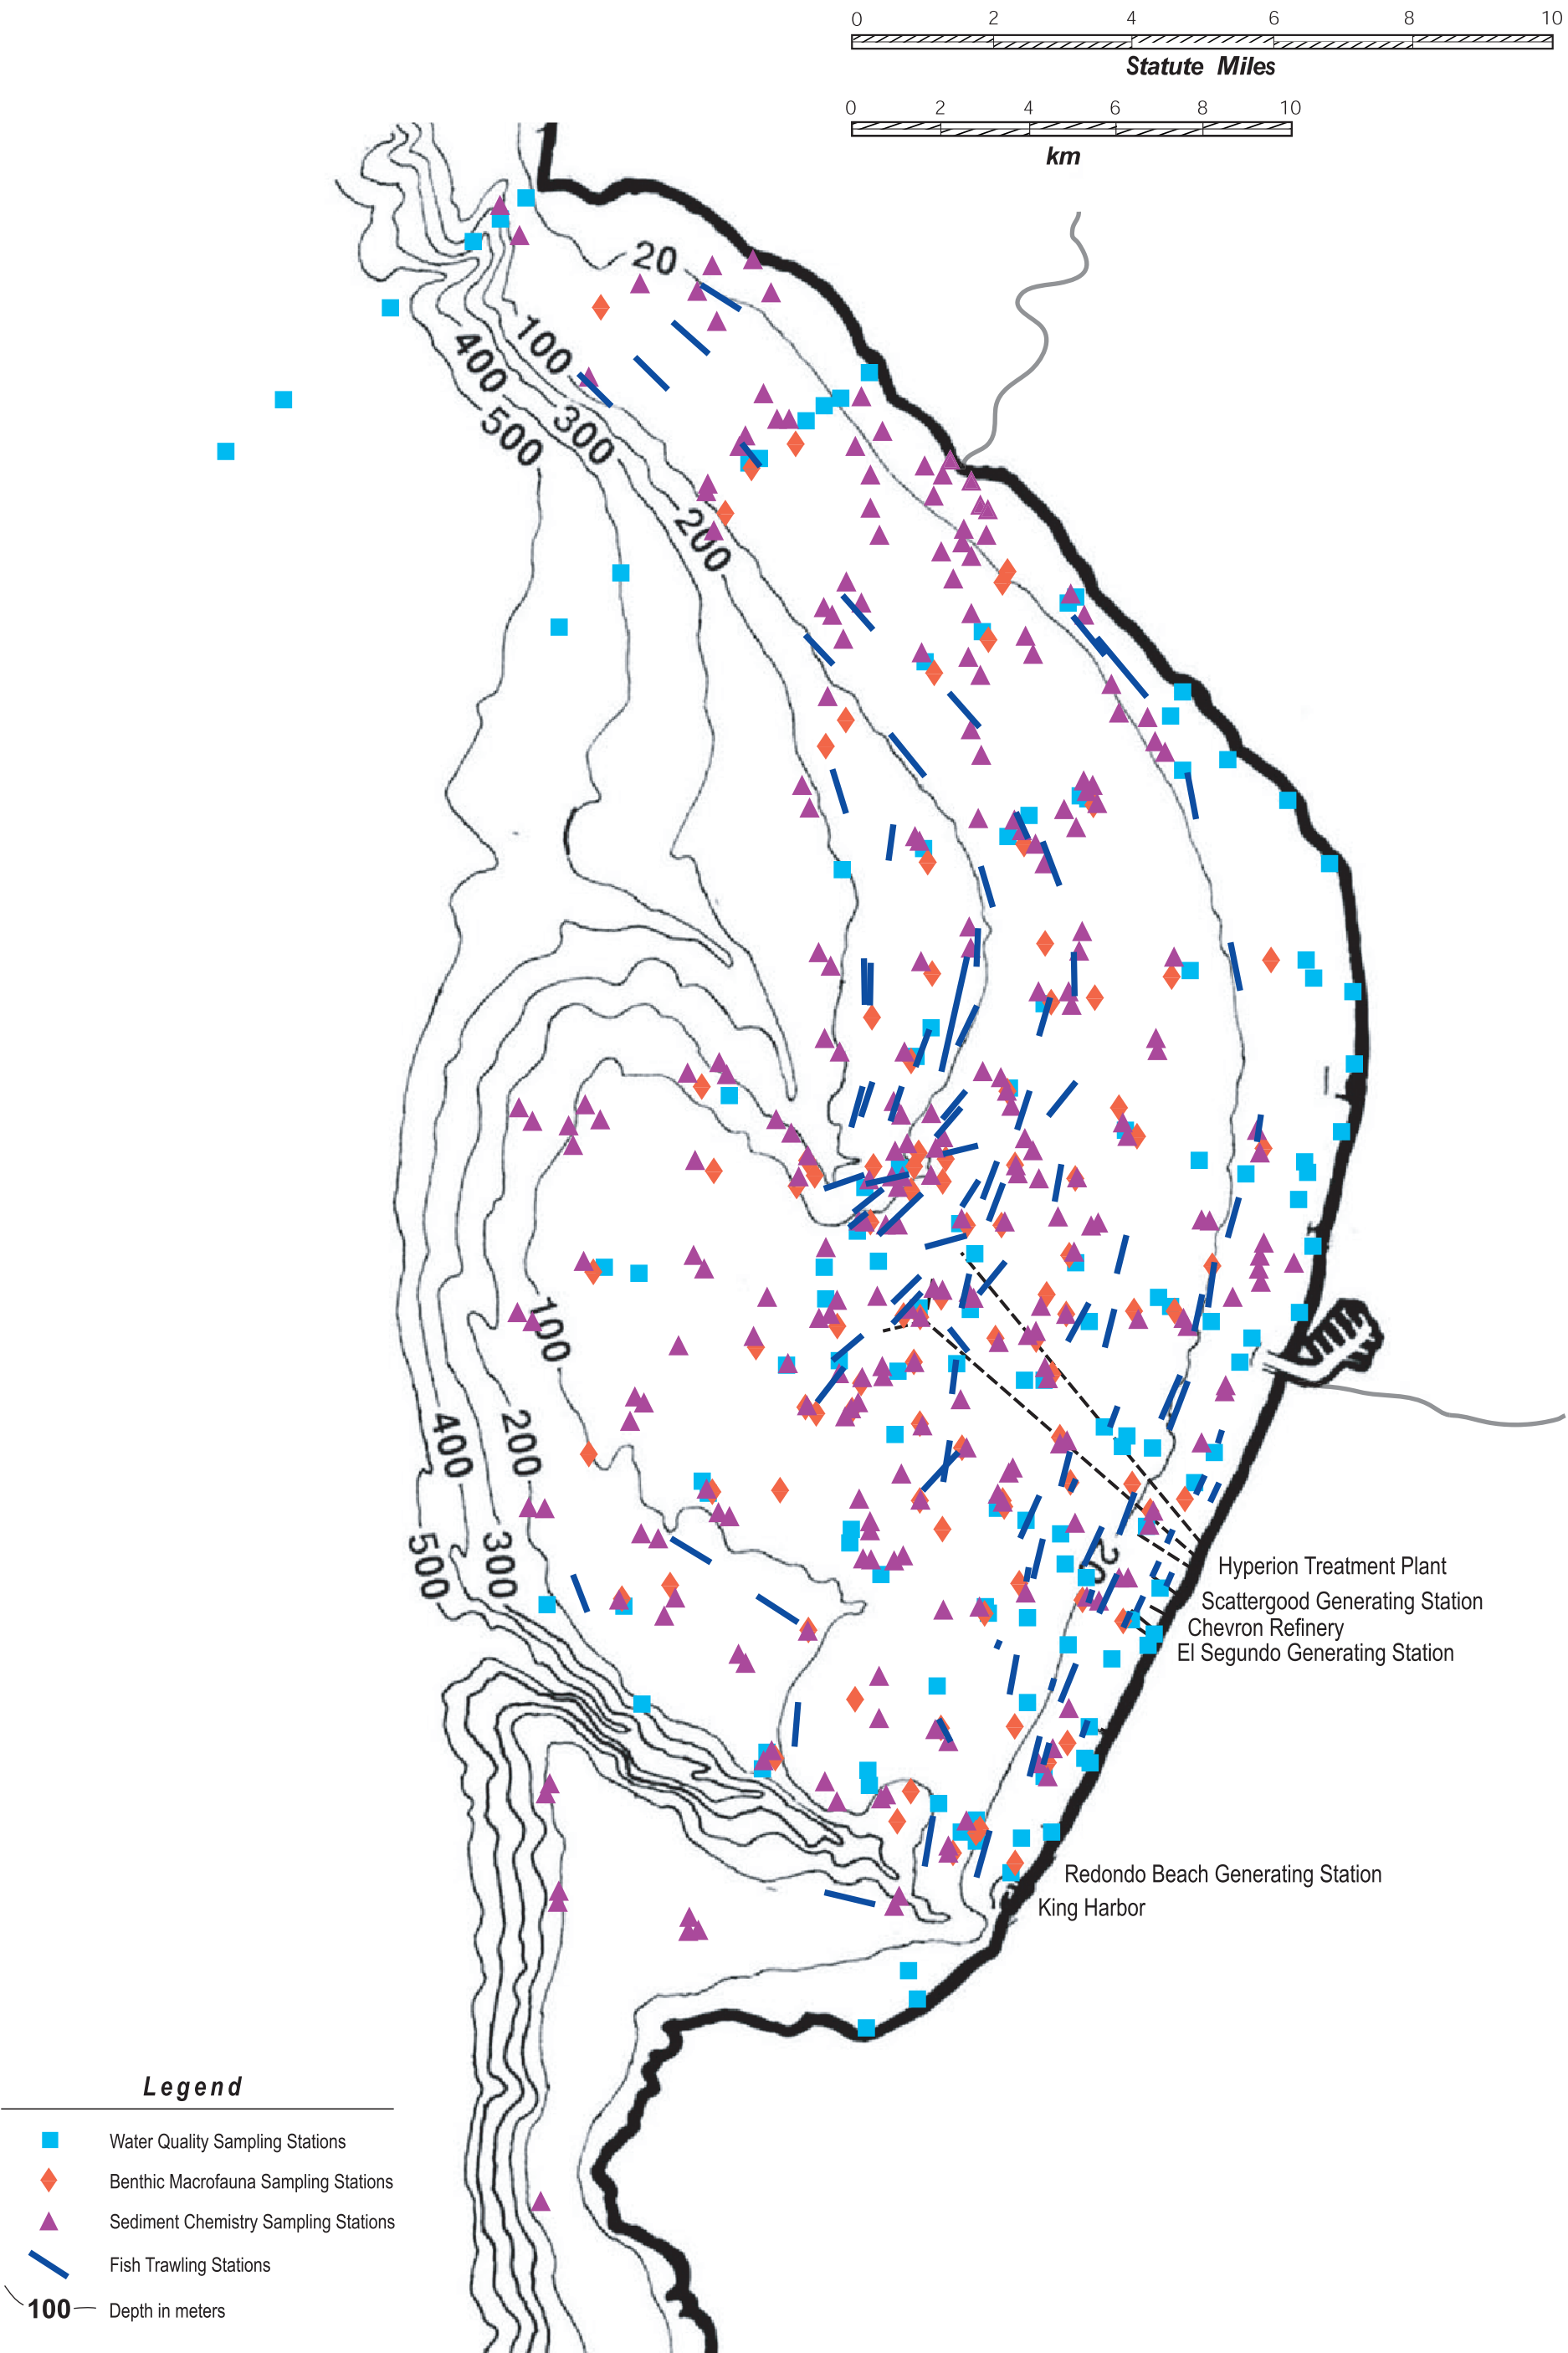 0 2 4 6 8 10
Statute Miles
0 2 4 6 8 10
km
20
100
400
300
500
200
100
400
200
500
300
20
Hyperion Treatment Plant
Scattergood Generating Station
Chevron Refinery
El Segundo Generating Station
Redondo Beach Generating Station
King Harbor
Legend
Water Quality Sampling Stations
Benthic Macrofauna Sampling Stations
Sediment Chemistry Sampling Stations
Fish Trawling Stations
100 Depth in meters